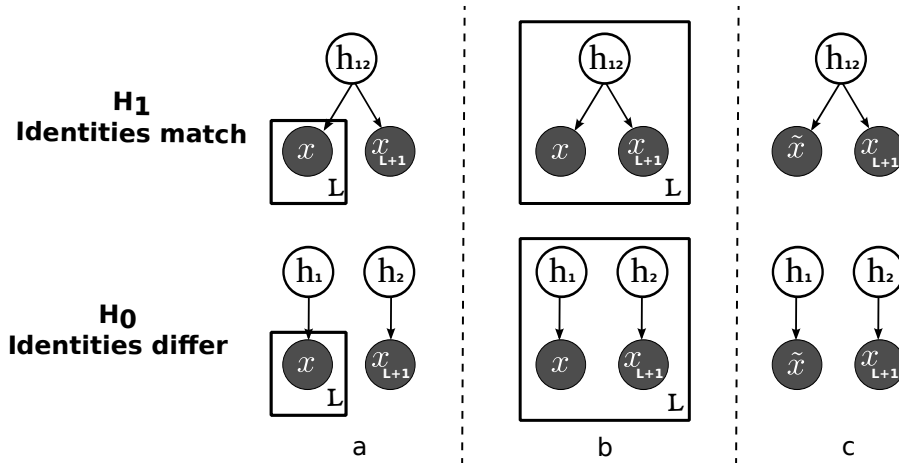 H1
Identities match
h12
x
xL+1
L
h12
x
xL+1
L
h12
x̃
xL+1
H0
Identities differ
h1
h2
x
xL+1
L
h1
h2
x
xL+1
L
h1
h2
x̃
xL+1
a
b
c